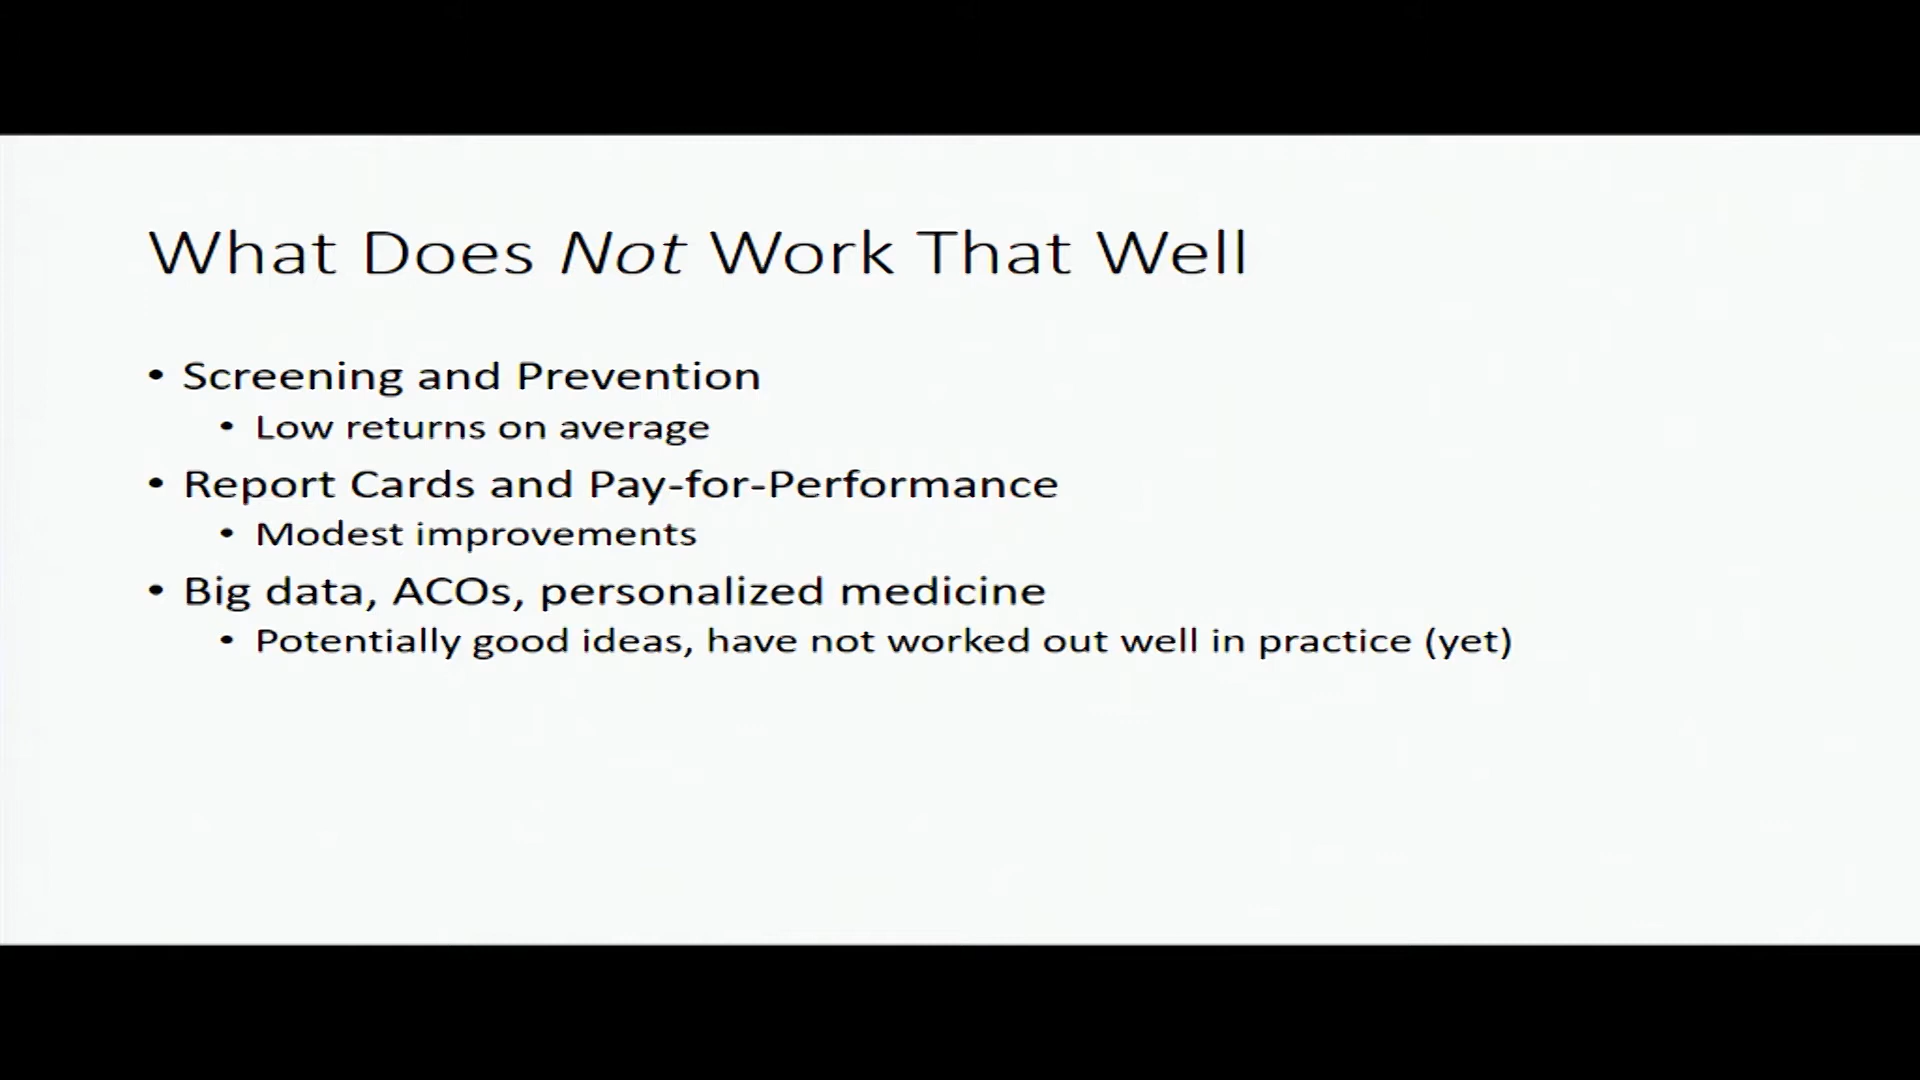 What Does Not Work That Well
• Screening and Prevention
• Low returns on average
• Report Cards and Pay-for-Performance
• Modest improvements
• Big data, ACOs, personalized medicine
• Potentially good ideas, have not worked out well in practice (yet)